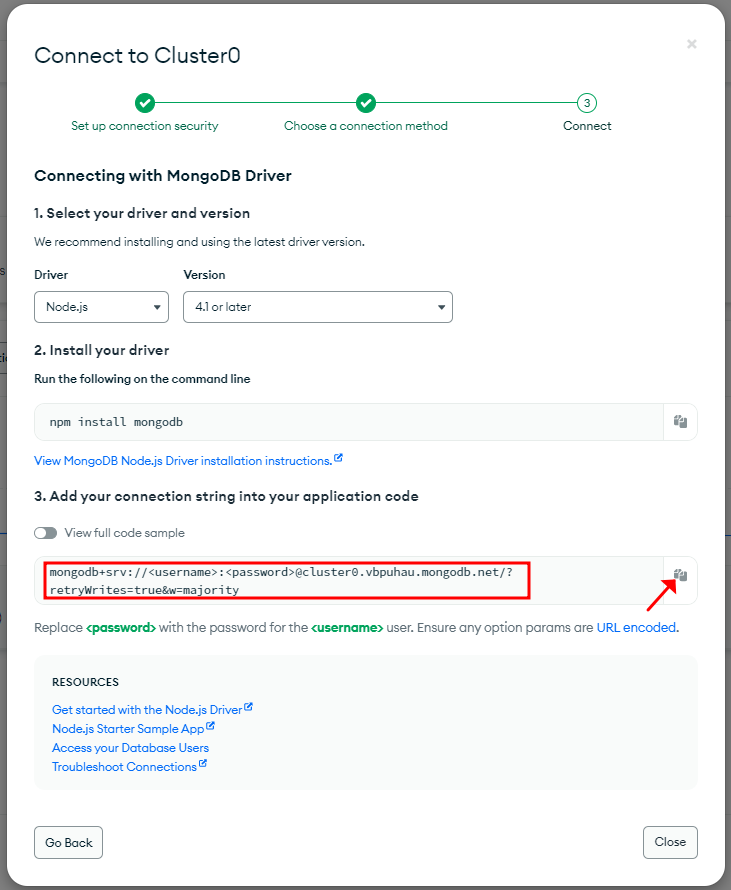 Connect to Cluster0
3
Set up connection security
Choose a connection method
Connect
Connecting with MongoDB Driver
1. Select your driver and version
We recommend installing and using the latest driver version.
Driver
Version
Node.js
4.1 or later
2. Install your driver
Run the following on the command line
npm install mongodb
View MongoDB Node.js Driver installation instructions.
3. Add your connection string into your application code
View full code sample
mongodb+srv://<username>:<password>@cluster0.vbpuhau.mongodb.net/?
retryWrites=true&w=majority
Replace <password> with the password for the <username> user. Ensure any option params are URL encoded.
RESOURCES
Get started with the Node.js Driver
Node.js Starter Sample App
Access your Database Users
Troubleshoot Connections
Go Back
Close